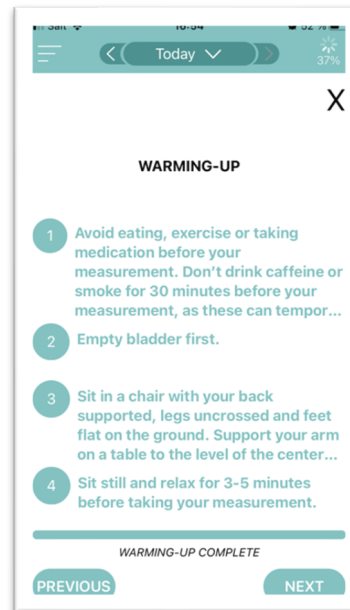 Salt 16:54 52 %
Today
37%
X
WARMING-UP
1
Avoid eating, exercise or taking
medication before your
measurement. Don't drink caffeine or
smoke for 30 minutes before your
measurement, as these can tempor...
2
Empty bladder first.
3
Sit in a chair with your back
supported, legs uncrossed and feet
flat on the ground. Support your arm
on a table to the level of the center...
4
Sit still and relax for 3-5 minutes
before taking your measurement.
WARMING-UP COMPLETE
PREVIOUS
NEXT